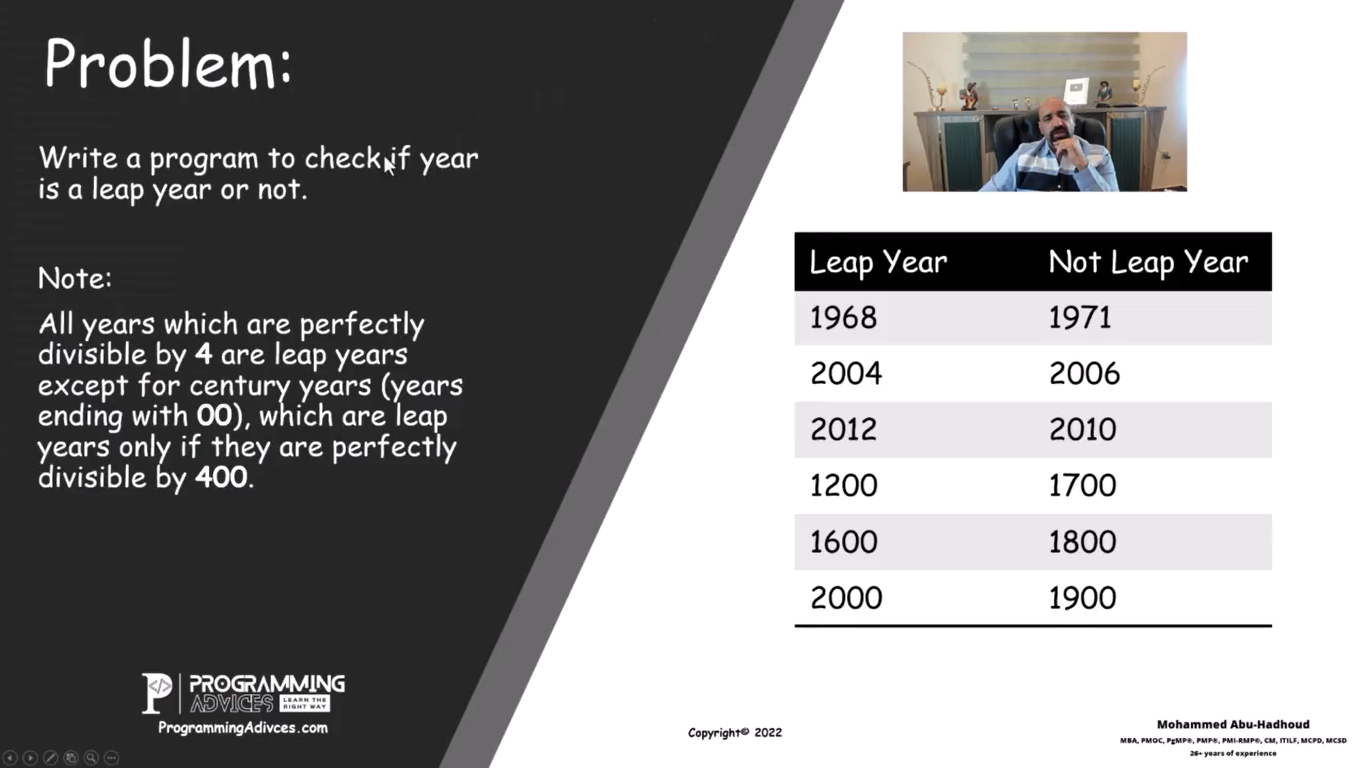 Problem:
Write a program to check if year
is a leap year or not.
Note:
All years which are perfectly
divisible by 4 are leap years
except for century years (years
ending with 00), which are leap
years only if they are perfectly
divisible by 400.
Leap Year Not Leap Year
1968 1971
2004 2006
2012 2010
1200 1700
1600 1800
2000 1900
PROGRAMMING
ADVICES LEARN THE
RIGHT WAY
ProgrammingAdivces.com
Copyright© 2022
Mohammed Abu-Hadhoud
MBA, PMOC, PgMP®, PMP®, PMI-RMP®, CM, ITILF, MCPD, MCSD
26+ years of experience